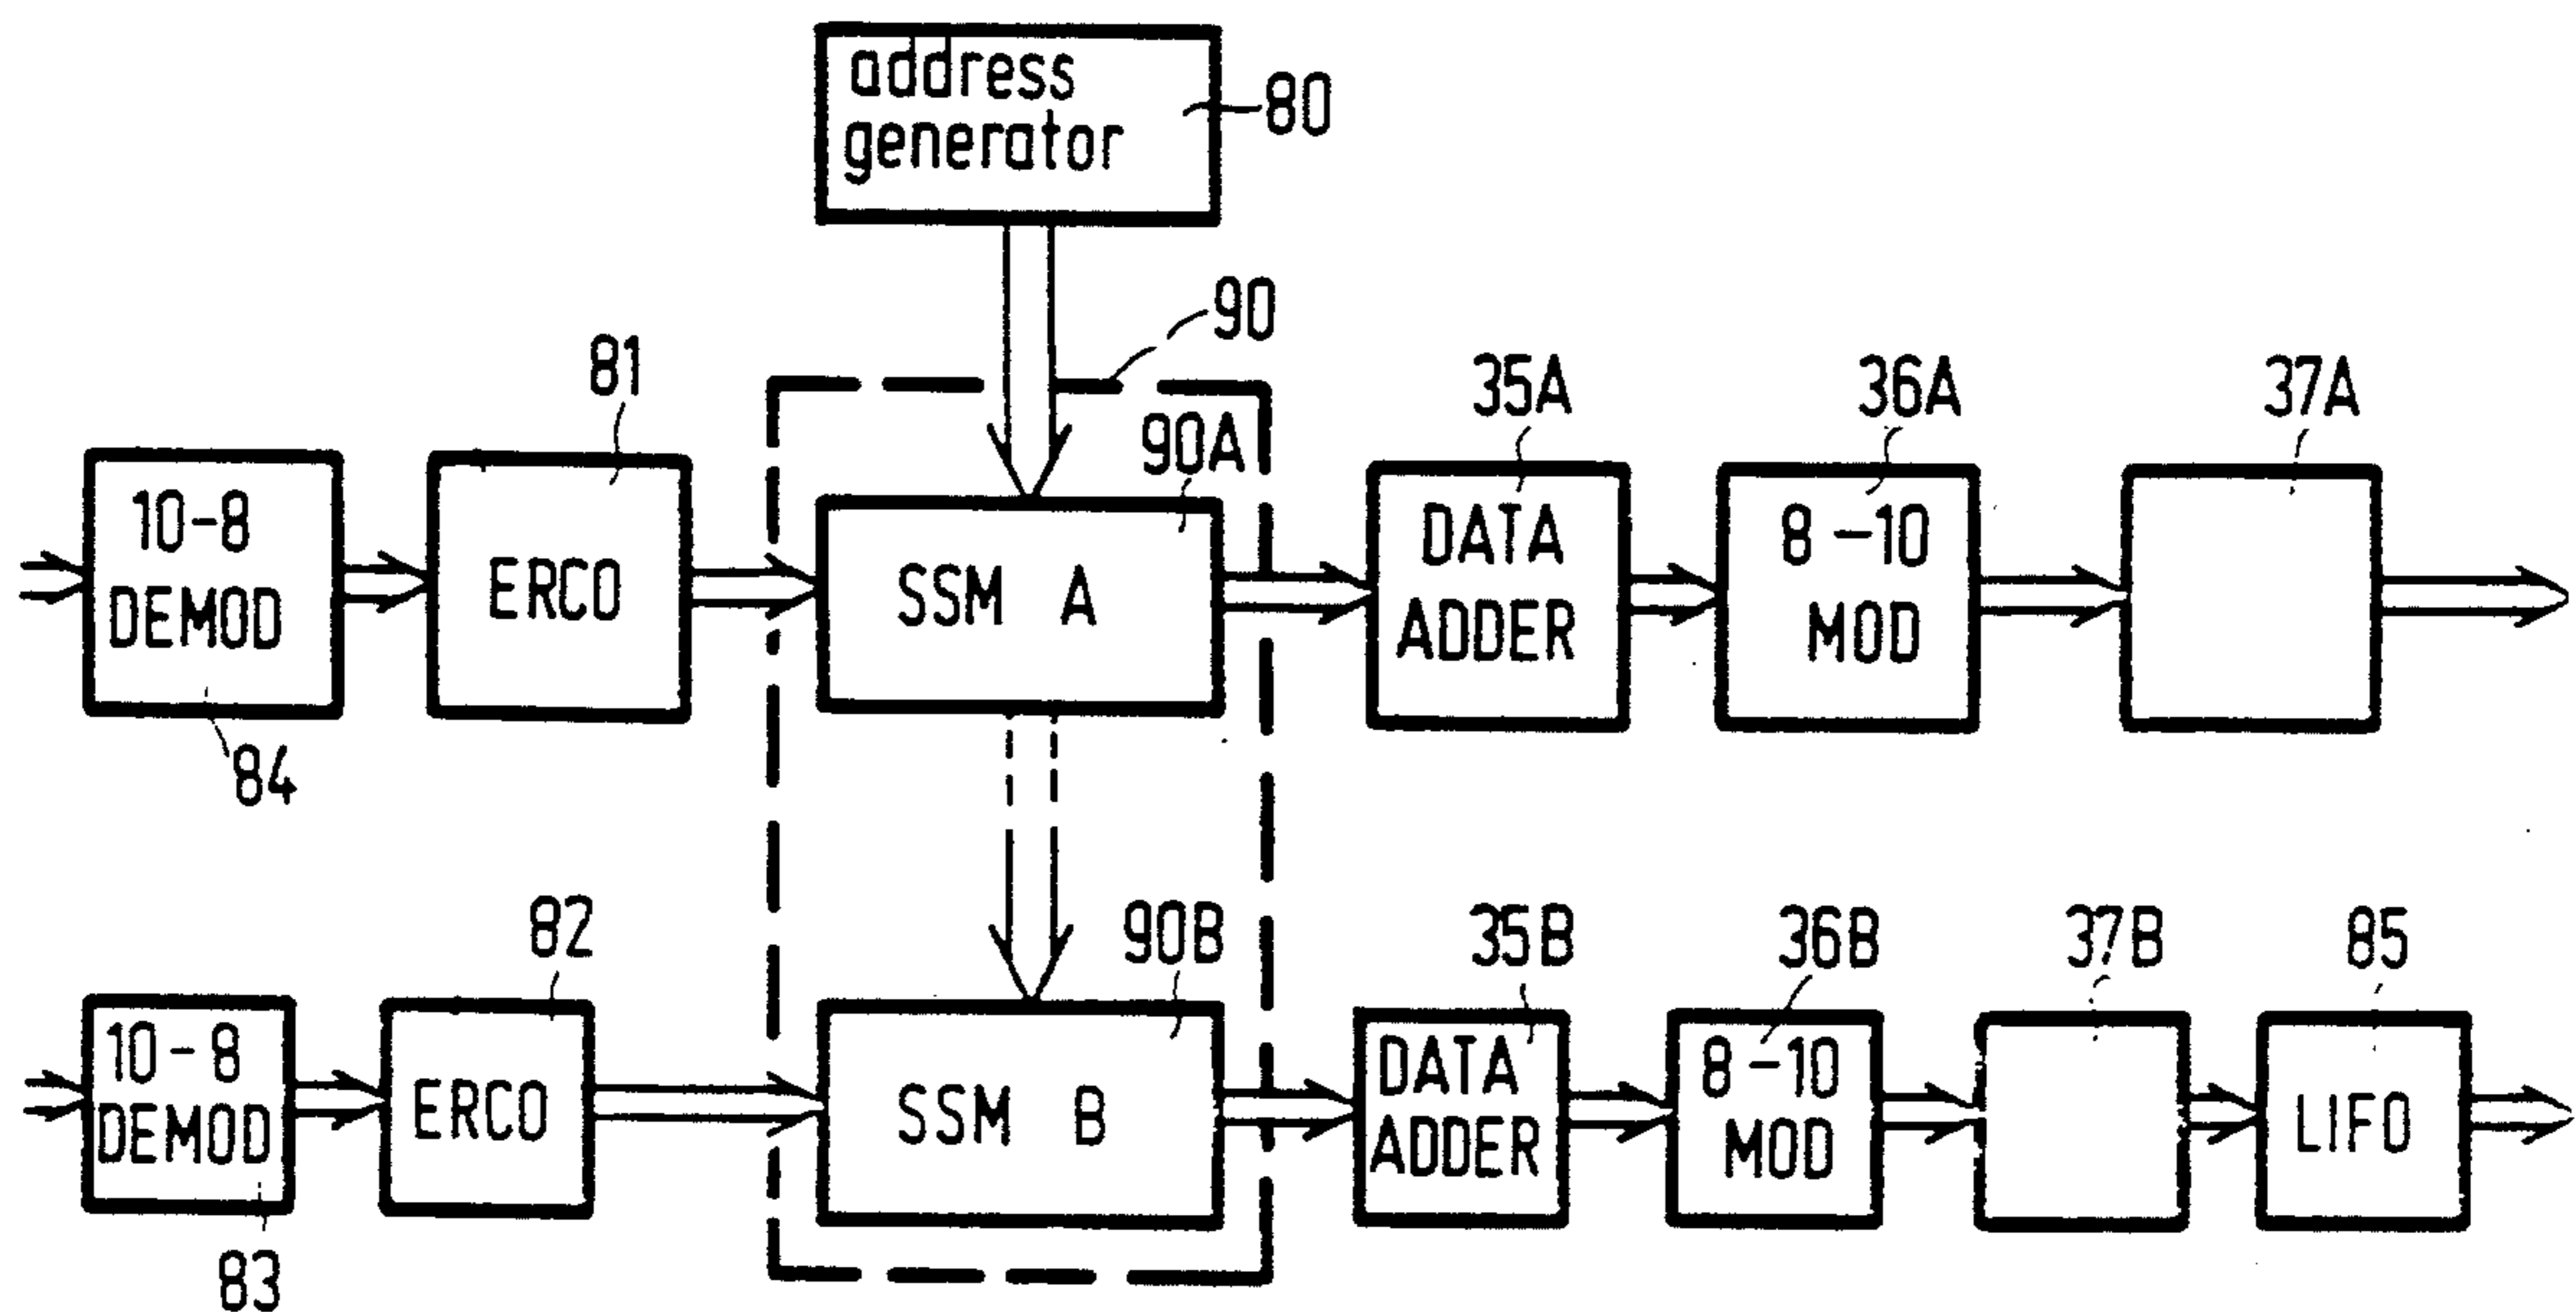 address
generator
80
90
81
90A
35A
36A
37A
10-8
DEMOD
ERCO
SSM A
DATA
ADDER
8-10
MOD
84
82
90B
35B
36B
37B
85
10-8
DEMOD
ERCO
SSM B
DATA
ADDER
8-10
MOD
LIFO
83